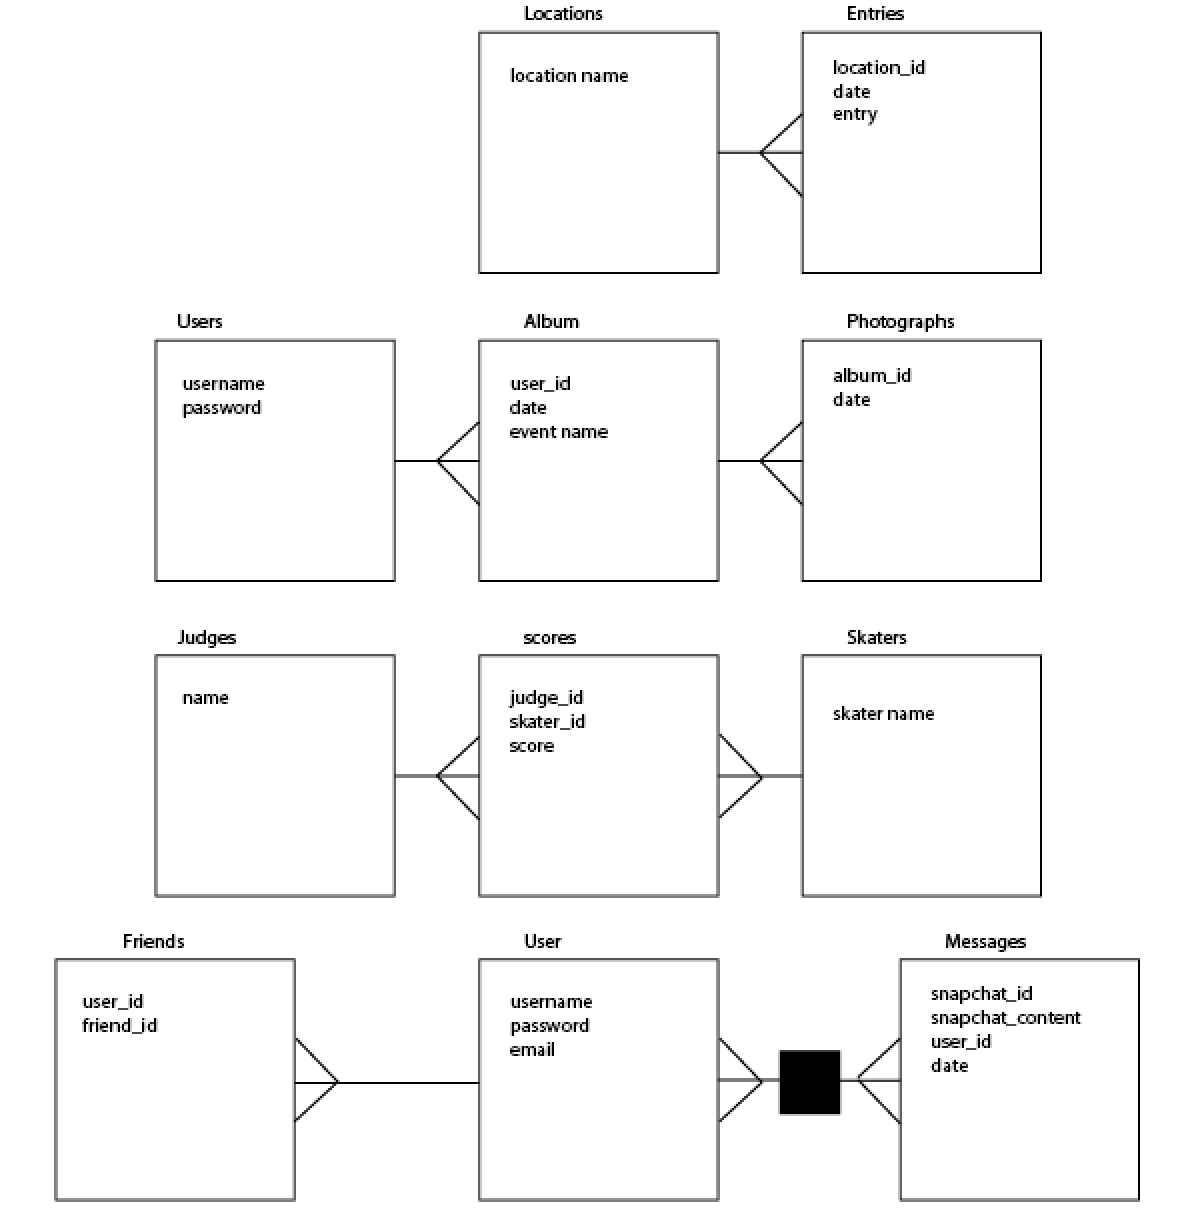 Locations
Entries
location name
location_id
date
entry
Users
Album
Photographs
username
password
user_id
date
event name
album_id
date
Judges
scores
Skaters
name
judge_id
skater_id
score
skater name
Friends
User
Messages
user_id
friend_id
username
password
email
snapchat_id
snapchat_content
user_id
date